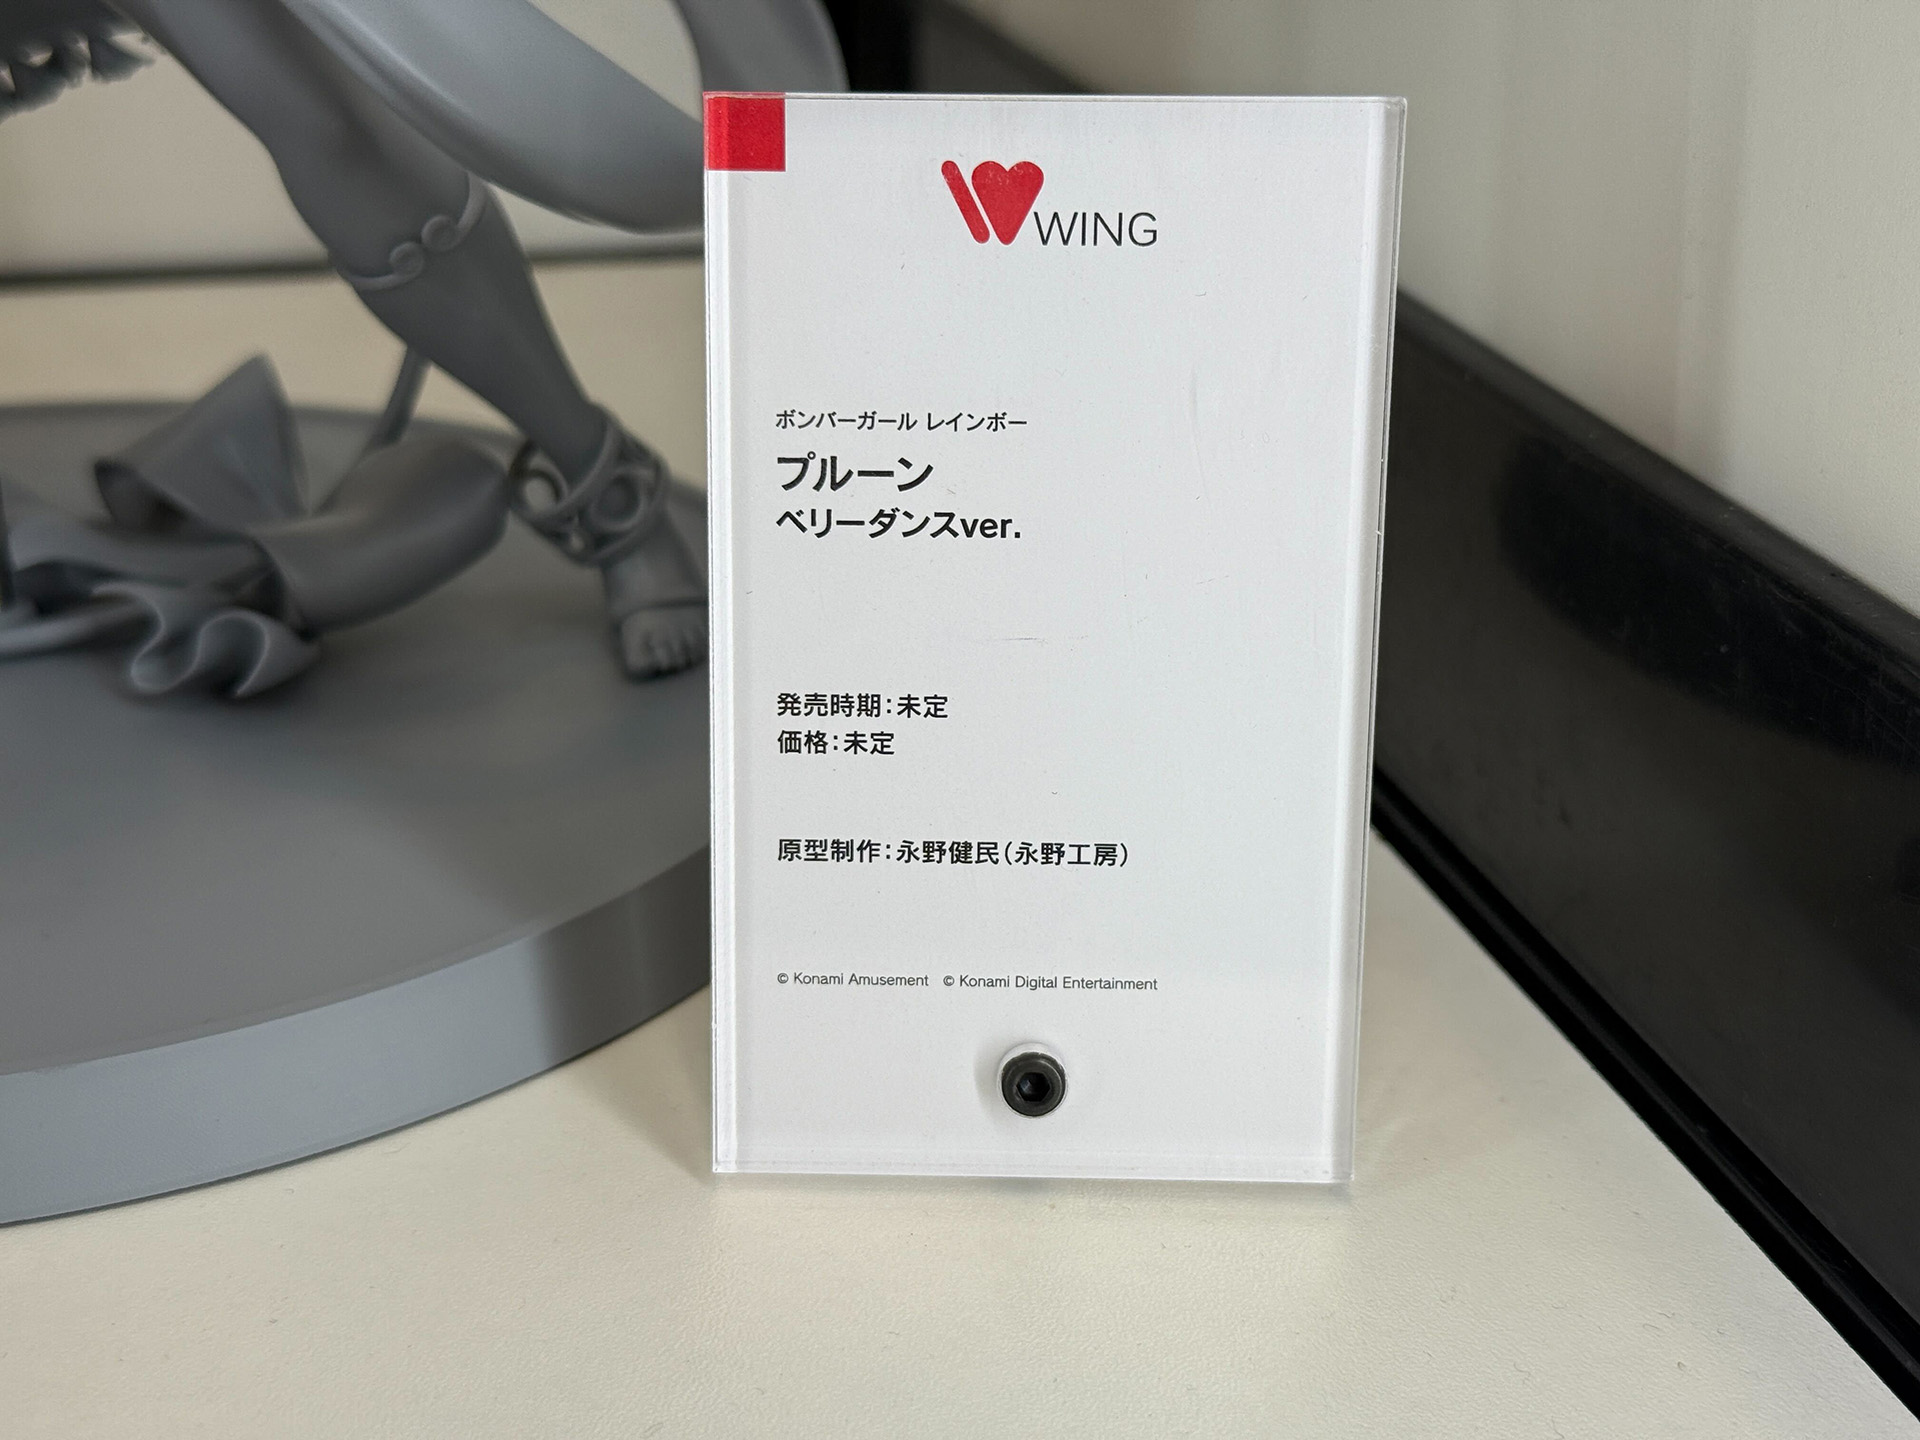 WING
ボンバーガール レインボー
プルーン
ベリーダンスver.
発売時期：未定
価格：未定
原型制作：永野健民（永野工房）
© Konami Amusement © Konami Digital Entertainment